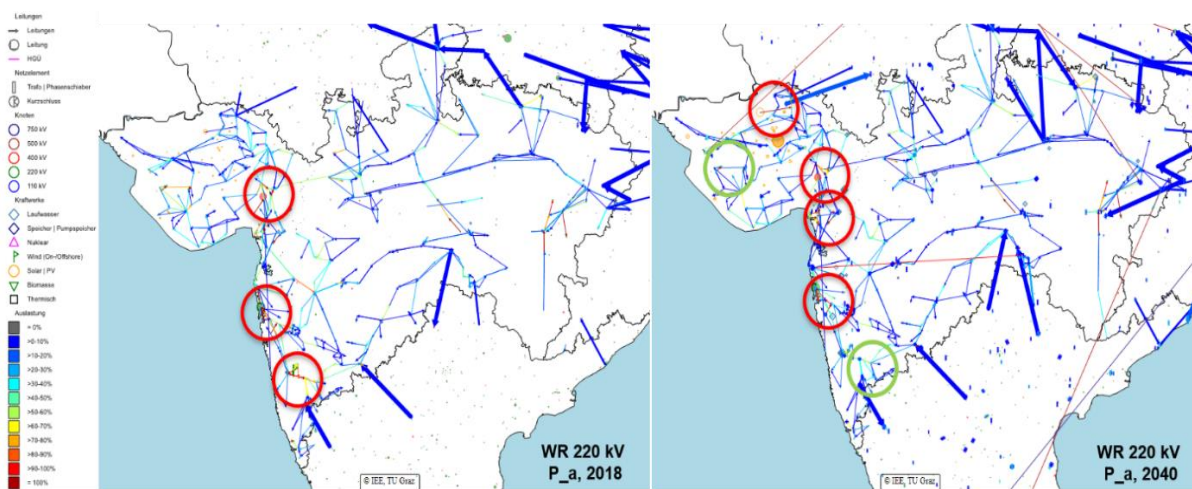 Leitungen
Leitungen
Leitung
HGÜ
Netzelement
Trafo | Phasenschieber
Kurzschluss
Knoten
750 kV
500 kV
400 kV
220 kV
110 kV
Kraftwerke
Laufwasser
Speicher | Pumpspeicher
Nuklear
Wind (On-/Offshore)
Solar | PV
Biomasse
Thermisch
Auslastung
= 0%
>0-10%
>10-20%
>20-30%
>30-40%
>40-50%
>50-60%
>60-70%
>70-80%
>80-90%
>90-100%
> 100%
WR 220 kV
P_a, 2018
© IEE, TU Graz
WR 220 kV
P_a, 2040
© IEE, TU Graz